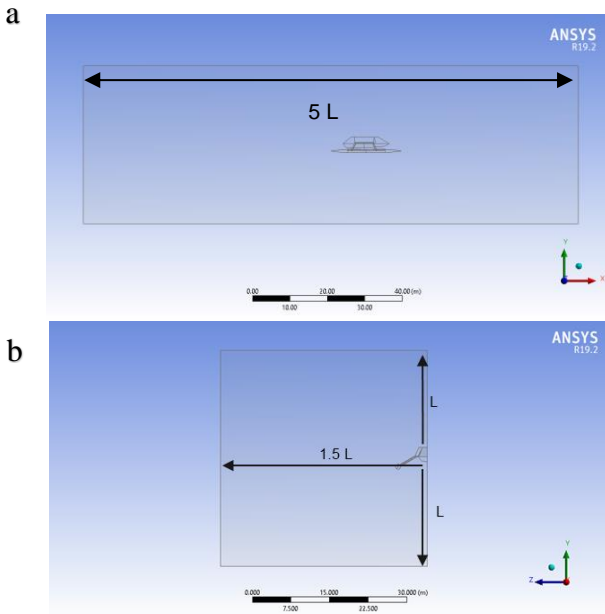 a
ANSYS
R19.2
5 L
Y
X
0.00 20.00 40.00 (m)
10.00 30.00
b
ANSYS
R19.2
L
1.5 L
L
Y
Z
0.000 15.000 30.000 (m)
7.500 22.500